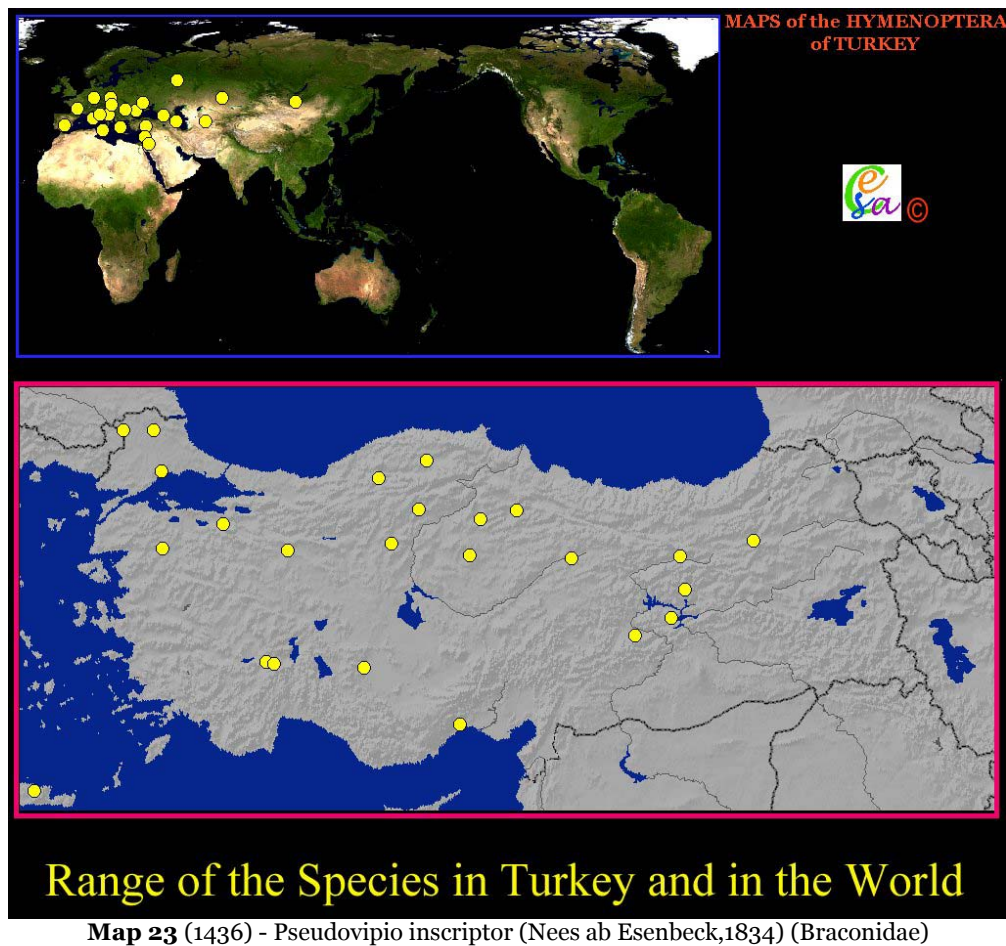 MAPS of the HYMENOPTERA
of TURKEY
esa ©
Range of the Species in Turkey and in the World
Map 23 (1436) - Pseudovipio inscriptor (Nees ab Esenbeck,1834) (Braconidae)